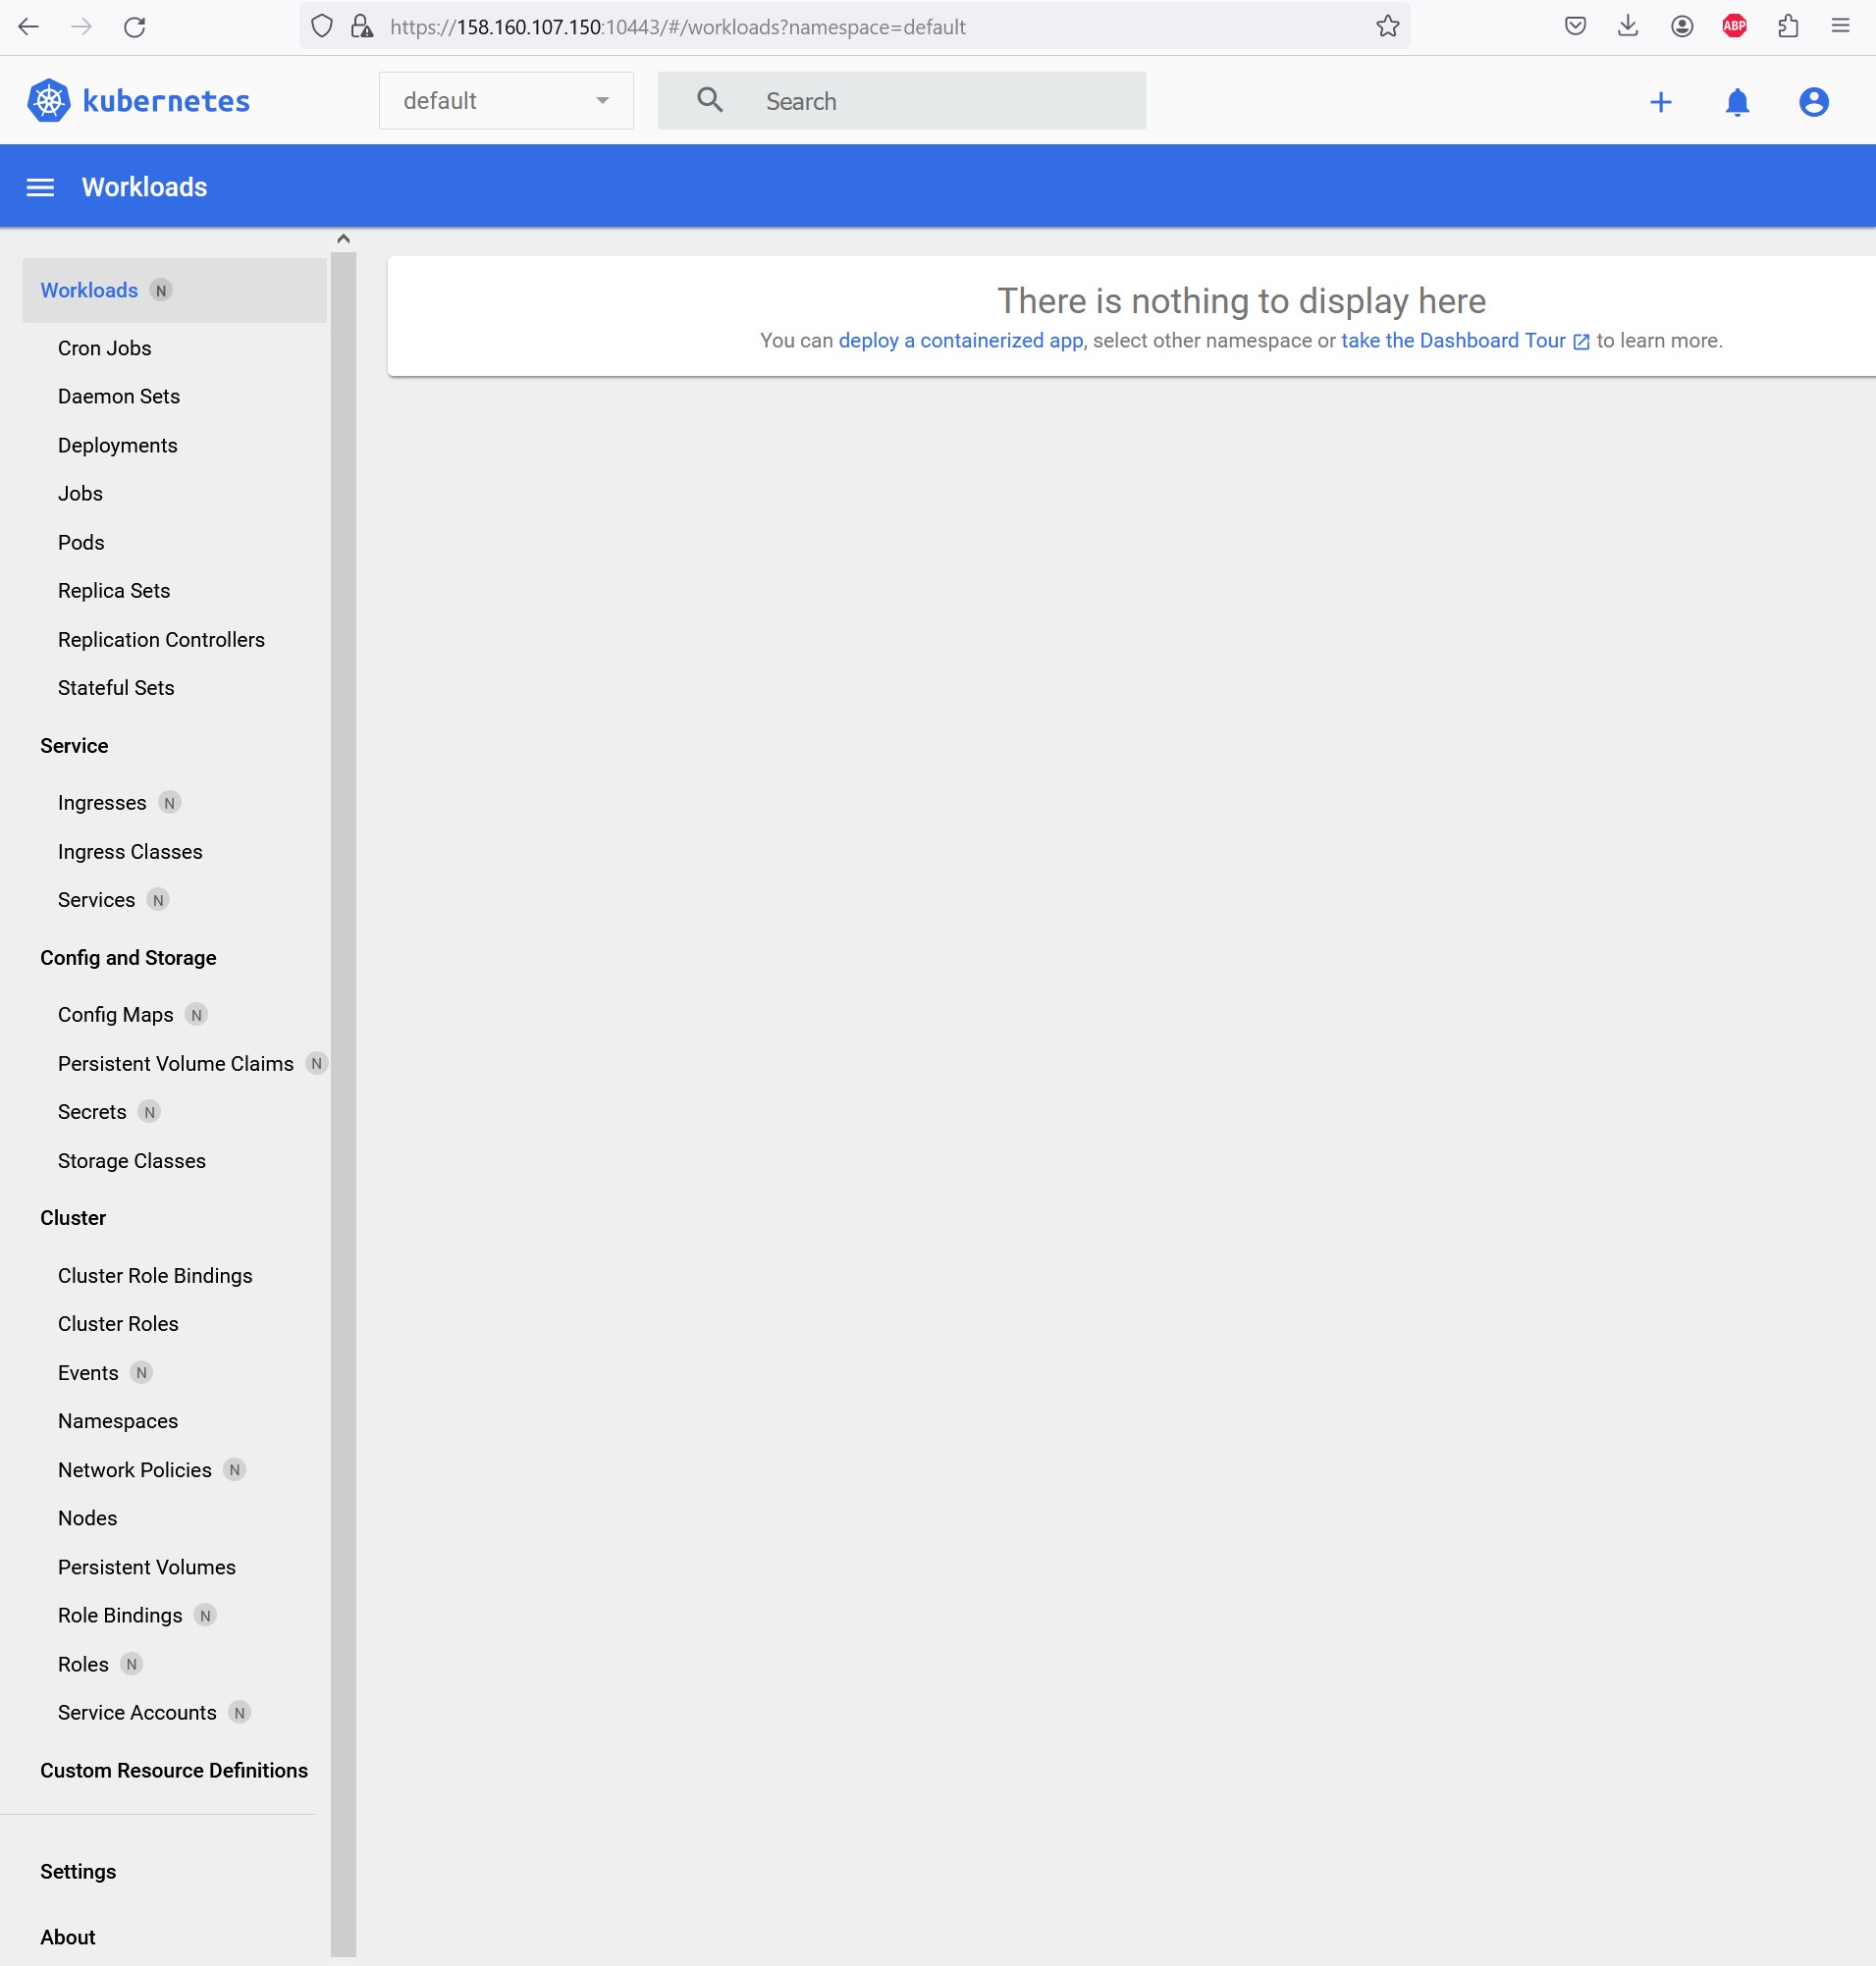 https://158.160.107.150:10443/#/workloads?namespace=default
ABP
kubernetes
default
Search
Workloads
Workloads N
There is nothing to display here
You can deploy a containerized app, select other namespace or take the Dashboard Tour to learn more.
Cron Jobs
Daemon Sets
Deployments
Jobs
Pods
Replica Sets
Replication Controllers
Stateful Sets
Service
Ingresses N
Ingress Classes
Services N
Config and Storage
Config Maps N
Persistent Volume Claims N
Secrets N
Storage Classes
Cluster
Cluster Role Bindings
Cluster Roles
Events N
Namespaces
Network Policies N
Nodes
Persistent Volumes
Role Bindings N
Roles N
Service Accounts N
Custom Resource Definitions
Settings
About